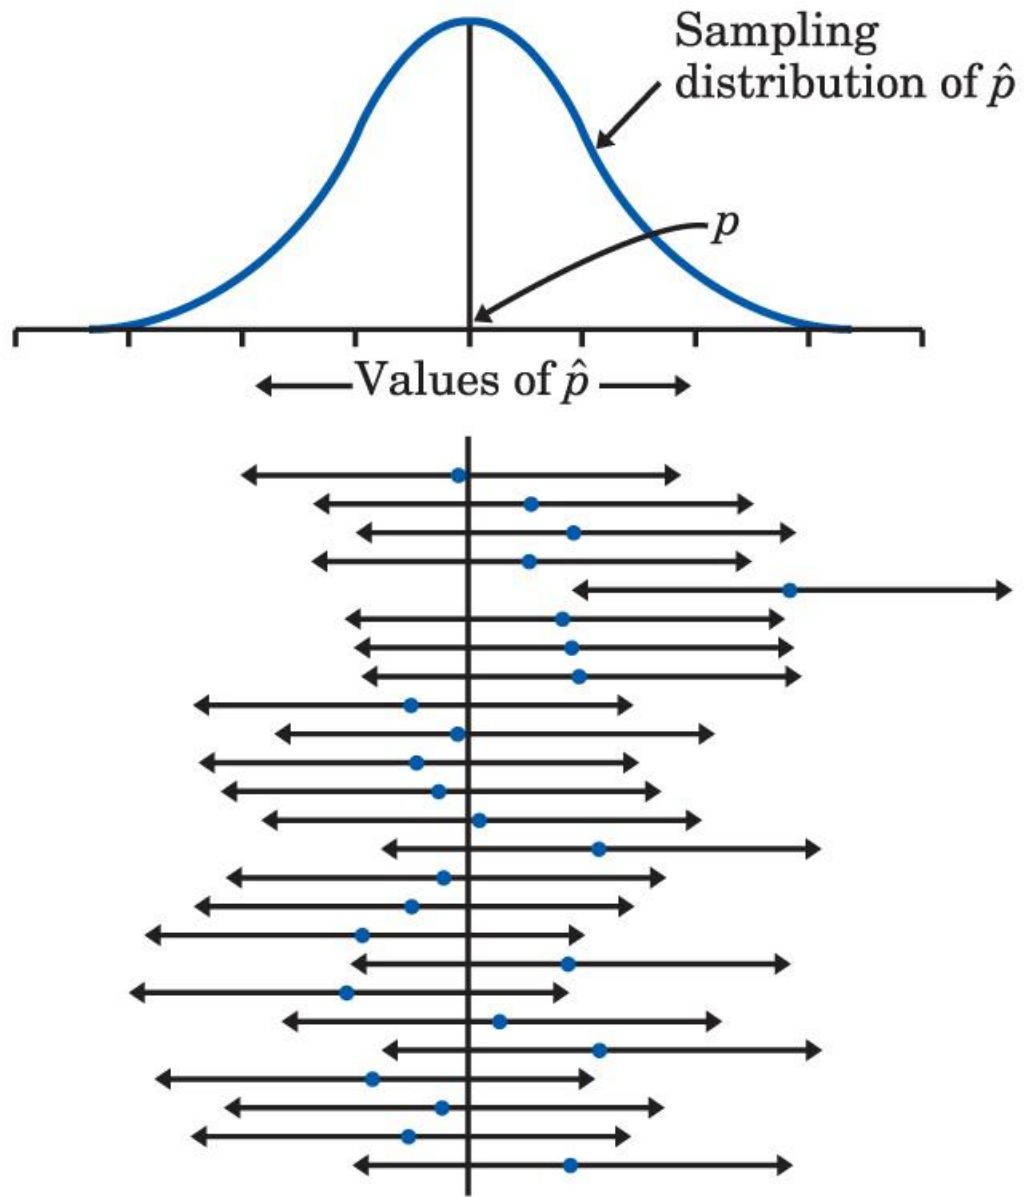 Sampling
distribution of p̂
p
Values of p̂